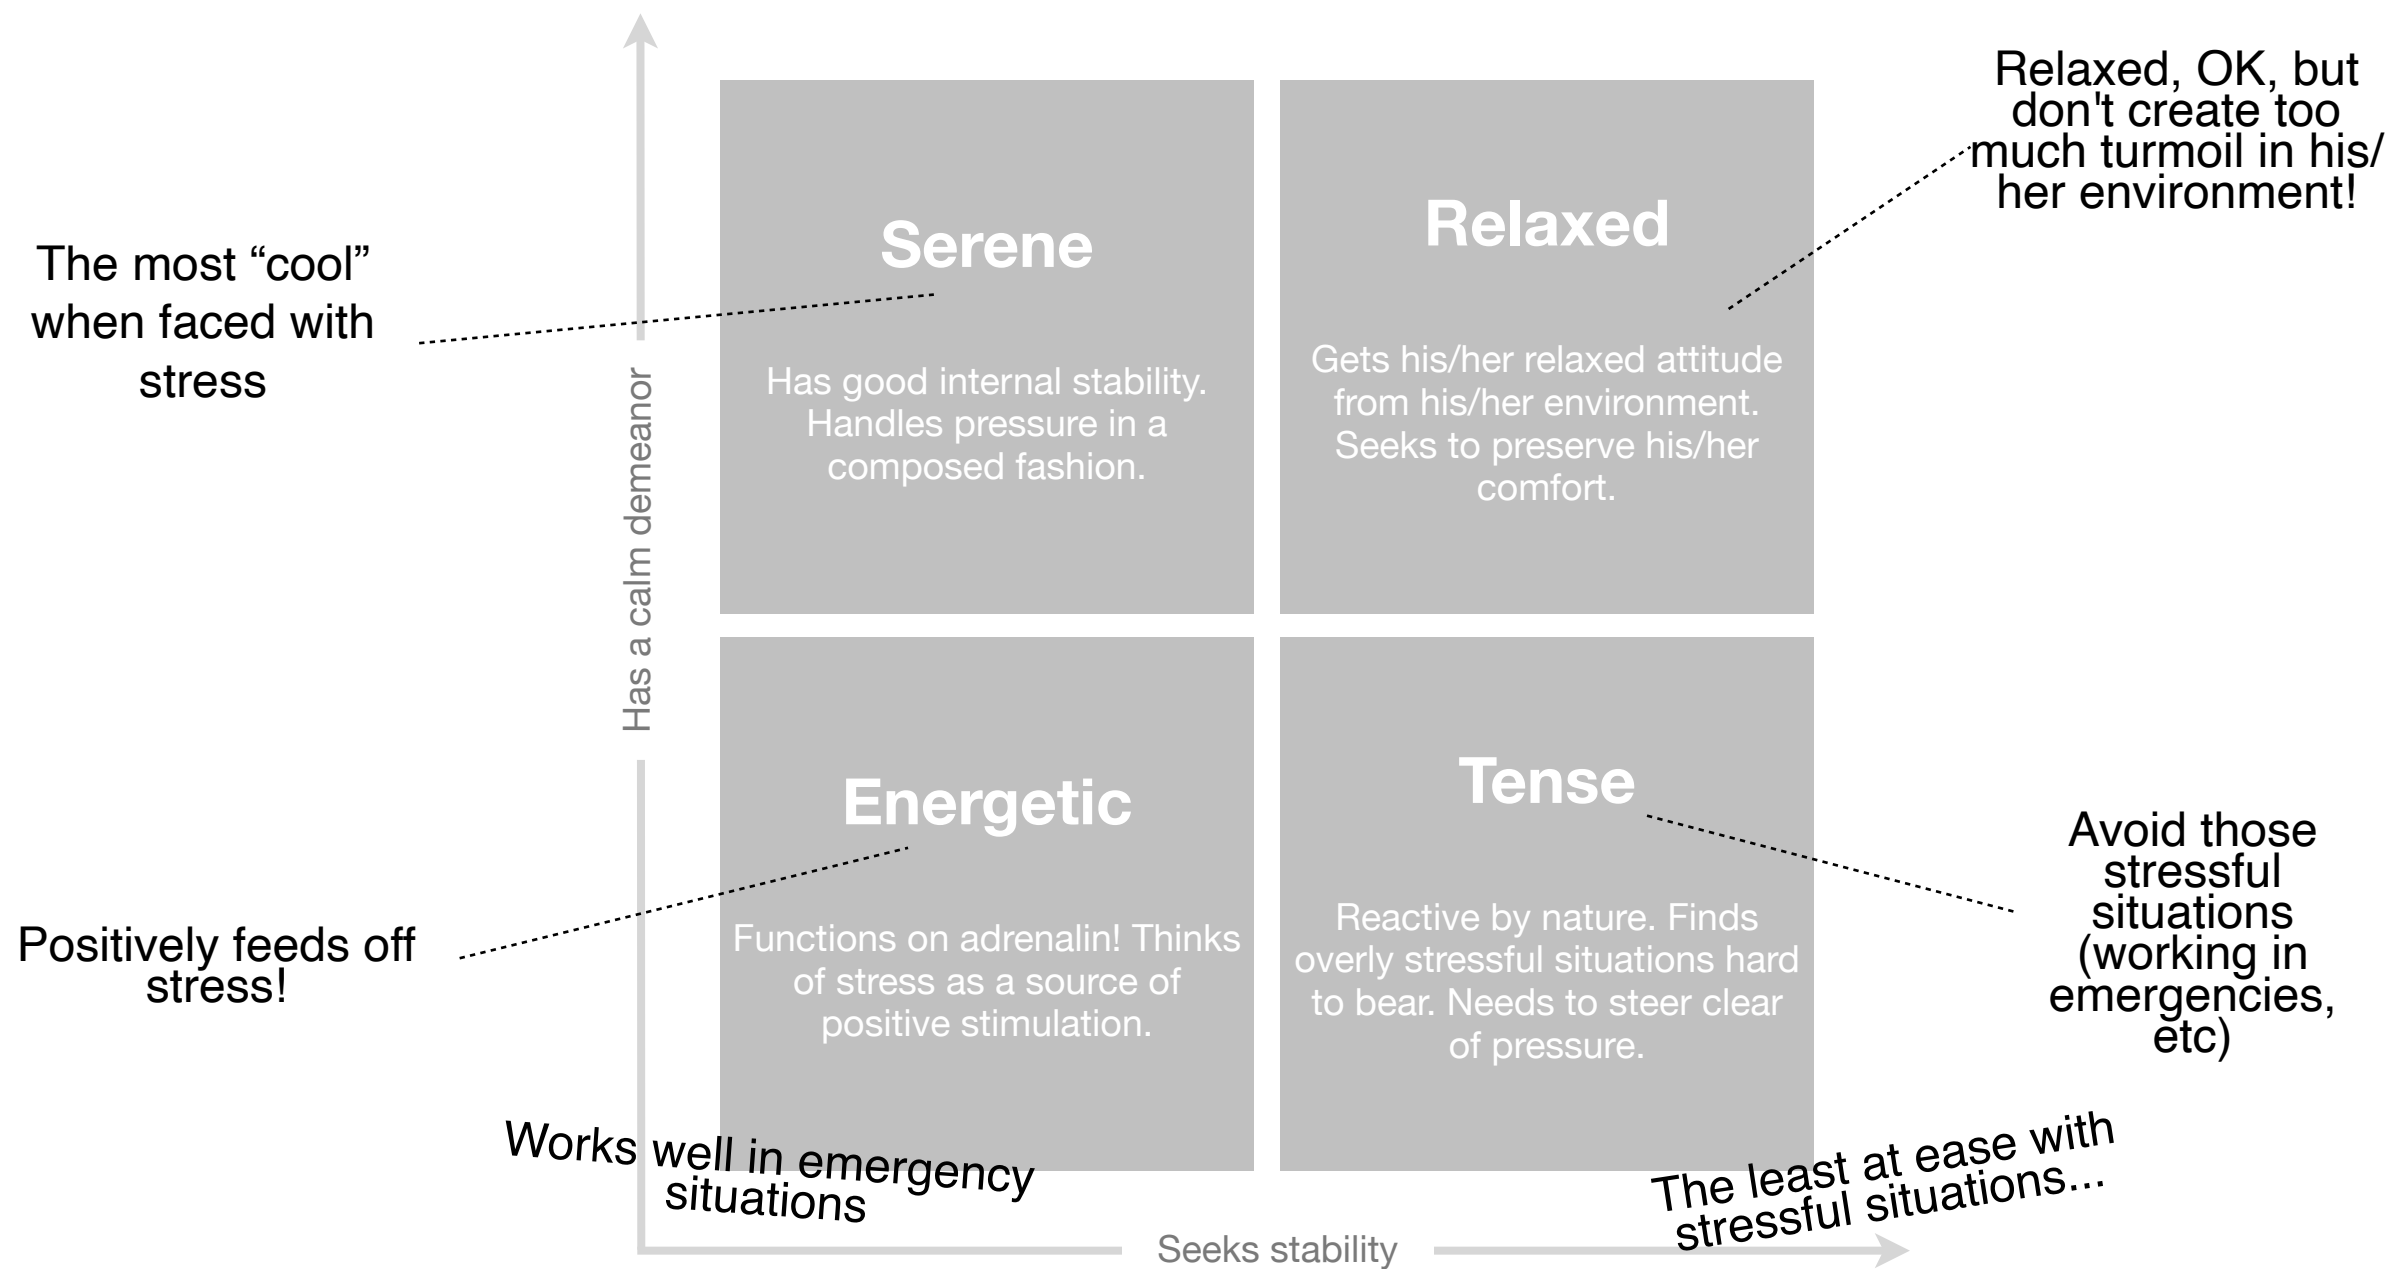 Relaxed, OK, but
don't create too
much turmoil in his/
her environment!
The most “cool”
when faced with
stress
Serene
Has good internal stability.
Handles pressure in a
composed fashion.
Relaxed
Gets his/her relaxed attitude
from his/her environment.
Seeks to preserve his/her
comfort.
Has a calm demeanor
Energetic
Functions on adrenalin! Thinks
of stress as a source of
positive stimulation.
Tense
Reactive by nature. Finds
overly stressful situations hard
to bear. Needs to steer clear
of pressure.
Positively feeds off
stress!
Avoid those
stressful
situations
(working in
emergencies,
etc)
Works well in emergency
situations
The least at ease with
stressful situations...
Seeks stability